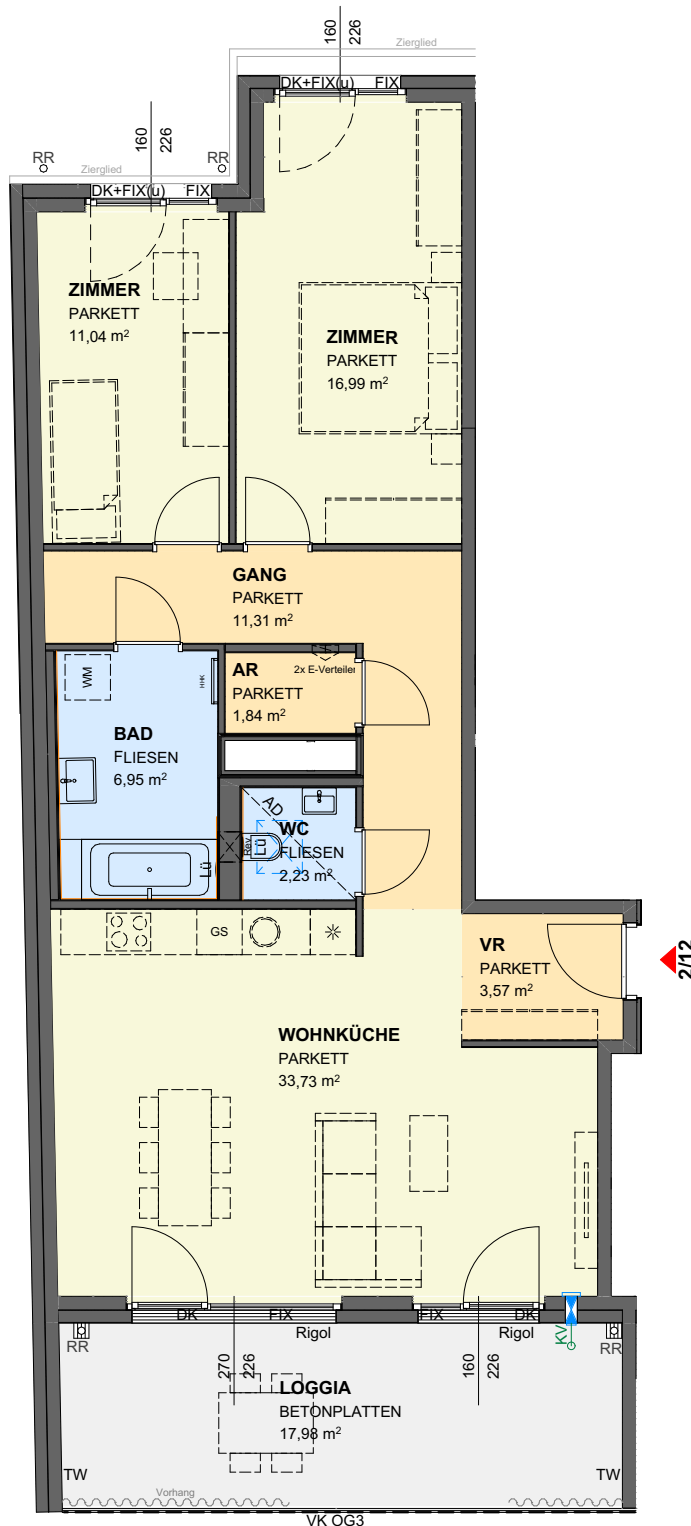 160
226
Zierglied
DK+FIX(u) FIX
160
226
RR
Zierglied
RR
DK+FIX(u) FIX
ZIMMER
PARKETT
11,04 m²
ZIMMER
PARKETT
16,99 m²
GANG
PARKETT
11,31 m²
WM
HHK
AR
2x E-Verteiler
PARKETT
1,84 m²
BAD
FLIESEN
6,95 m²
AD
WC
FLIESEN
2,23 m²
Rev.
LÜ
LÜ
GS
VR
PARKETT
3,57 m²
2/12
WOHNKÜCHE
PARKETT
33,73 m²
DK FIX
FIX DK
Rigol
Rigol
KV
RR
RR
270
226
160
226
LOGGIA
BETONPLATTEN
17,98 m²
TW
TW
Vorhang
VK OG3